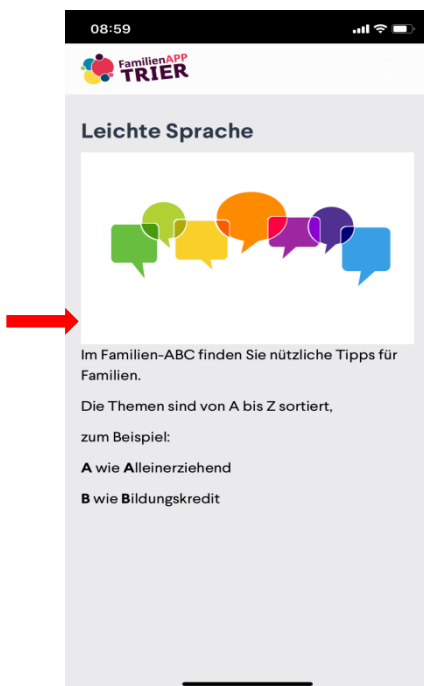 08:59
FamilienAPP
TRIER
Leichte Sprache
Im Familien-ABC finden Sie nützliche Tipps für
Familien.
Die Themen sind von A bis Z sortiert,
zum Beispiel:
A wie Alleinerziehend
B wie Bildungskredit